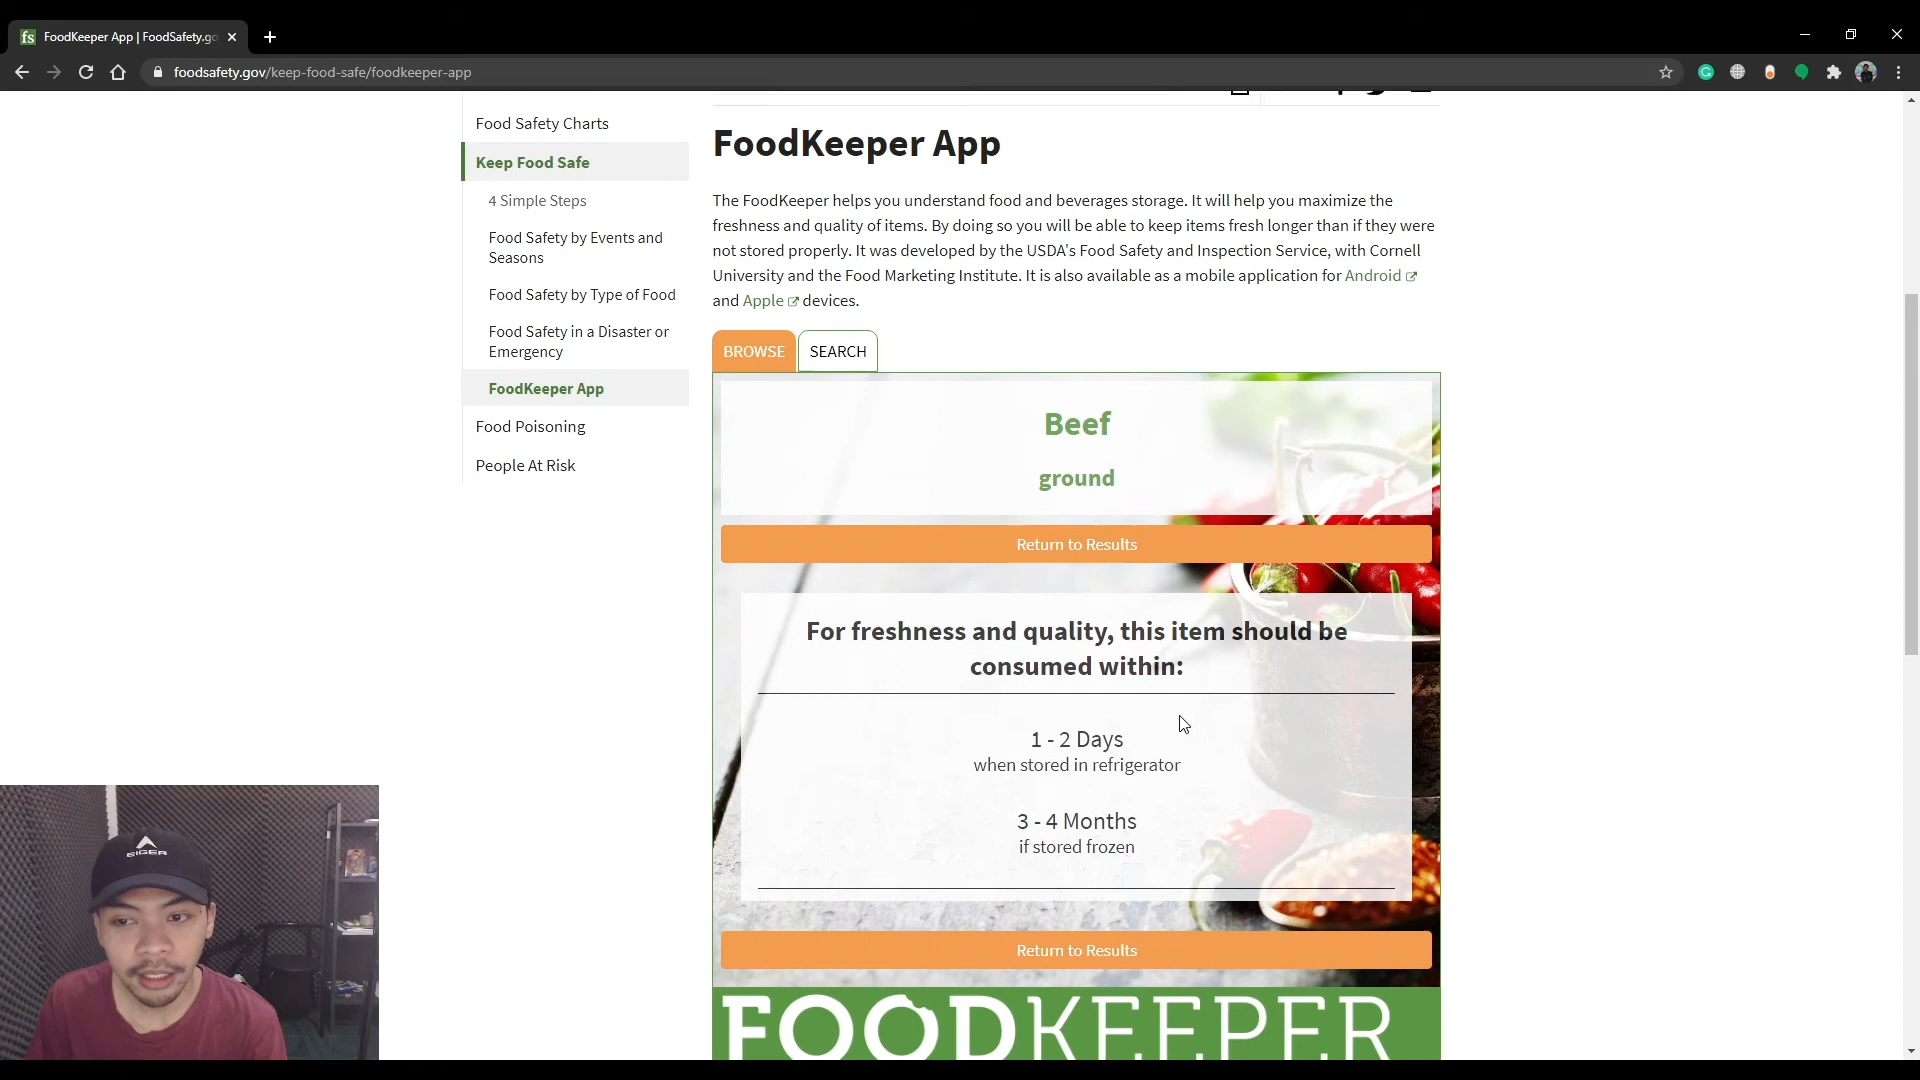 FoodKeeper App | FoodSafety.go
foodsafety.gov/keep-food-safe/foodkeeper-app
Food Safety Charts
Keep Food Safe
4 Simple Steps
Food Safety by Events and
Seasons
Food Safety by Type of Food
Food Safety in a Disaster or
Emergency
FoodKeeper App
Food Poisoning
People At Risk
FoodKeeper App
The FoodKeeper helps you understand food and beverages storage. It will help you maximize the
freshness and quality of items. By doing so you will be able to keep items fresh longer than if they were
not stored properly. It was developed by the USDA's Food Safety and Inspection Service, with Cornell
University and the Food Marketing Institute. It is also available as a mobile application for Android
and Apple devices.
BROWSE SEARCH
Beef
ground
Return to Results
For freshness and quality, this item should be
consumed within:
1 - 2 Days
when stored in refrigerator
3 - 4 Months
if stored frozen
Return to Results
FOODKEEPER
EIGER